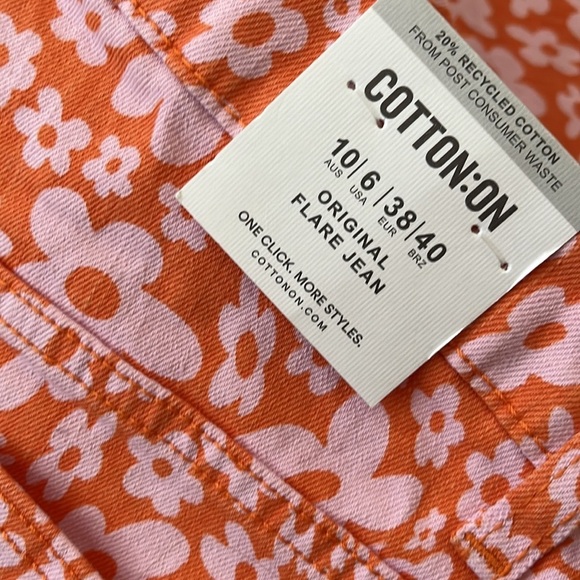 20% RECYCLED COTTON
FROM POST CONSUMER WASTE
COTTON:ON
10| 6 |38|40
AUS USA EUR BRZ
ORIGINAL
FLARE JEAN
ONE CLICK. MORE STYLES.
COTTONON.COM